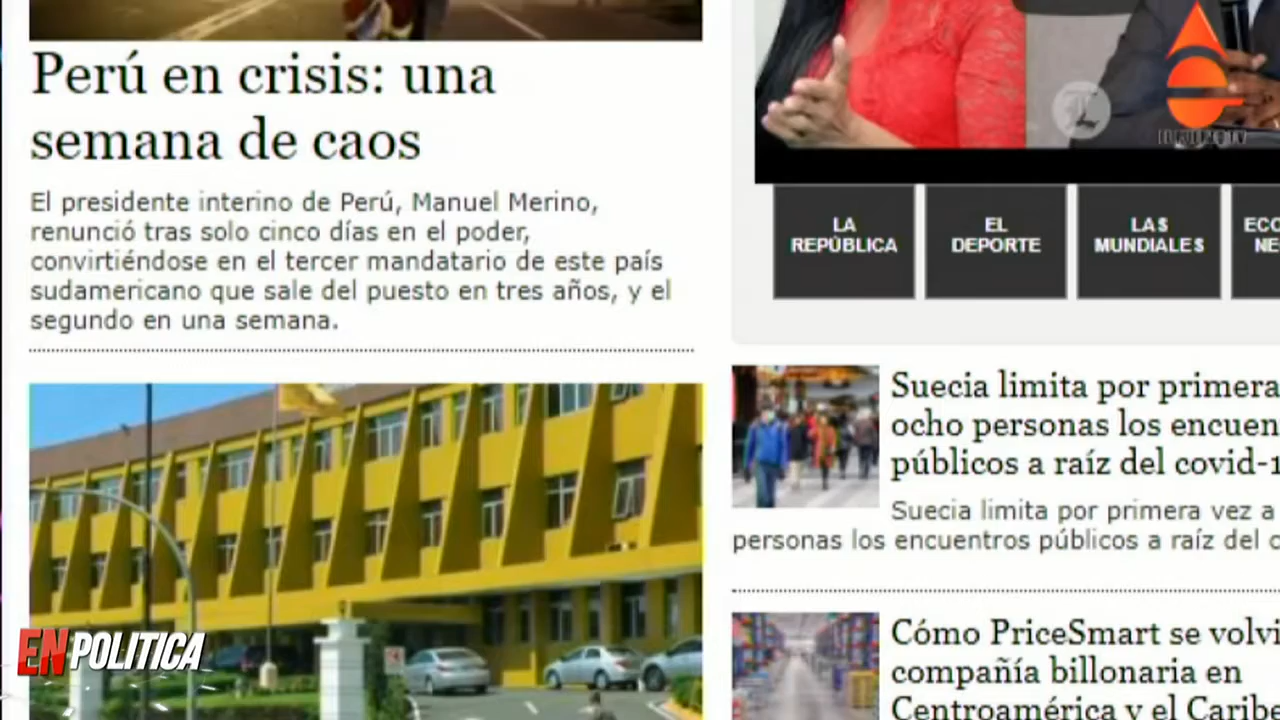 Perú en crisis: una
semana de caos
El presidente interino de Perú, Manuel Merino,
renunció tras solo cinco días en el poder,
convirtiéndose en el tercer mandatario de este país
sudamericano que sale del puesto en tres años, y el
segundo en una semana.
LA
REPÚBLICA
EL
DEPORTE
LAS
MUNDIALES
Suecia limita por primera
ocho personas los encuen
públicos a raíz del covid-1
Suecia limita por primera vez a
personas los encuentros públicos a raíz del c
Cómo PriceSmart se volvi
compañía billonaria en
Centroamérica y el Caribe
EN POLITICA